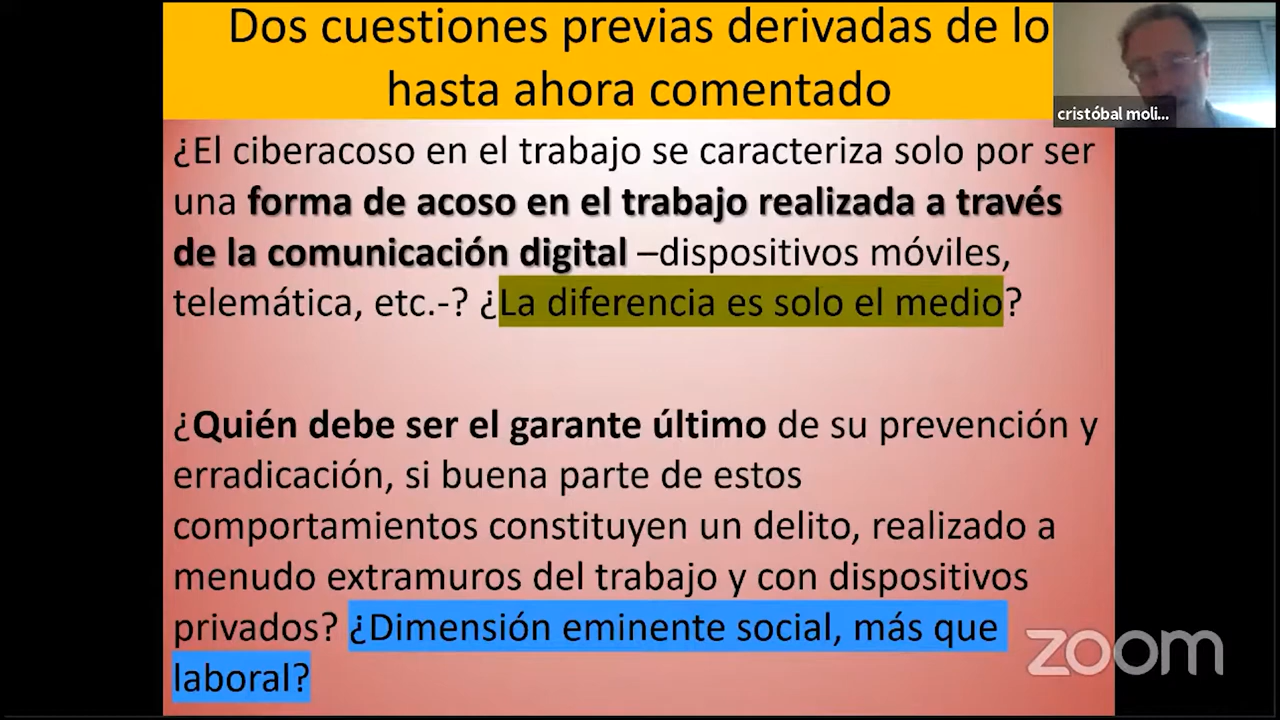 Dos cuestiones previas derivadas de lo
hasta ahora comentado
cristóbal moli...
¿El ciberacoso en el trabajo se caracteriza solo por ser
una forma de acoso en el trabajo realizada a través
de la comunicación digital –dispositivos móviles,
telemática, etc.-? ¿La diferencia es solo el medio?
¿Quién debe ser el garante último de su prevención y
erradicación, si buena parte de estos
comportamientos constituyen un delito, realizado a
menudo extramuros del trabajo y con dispositivos
privados? ¿Dimensión eminente social, más que
laboral?
zoom